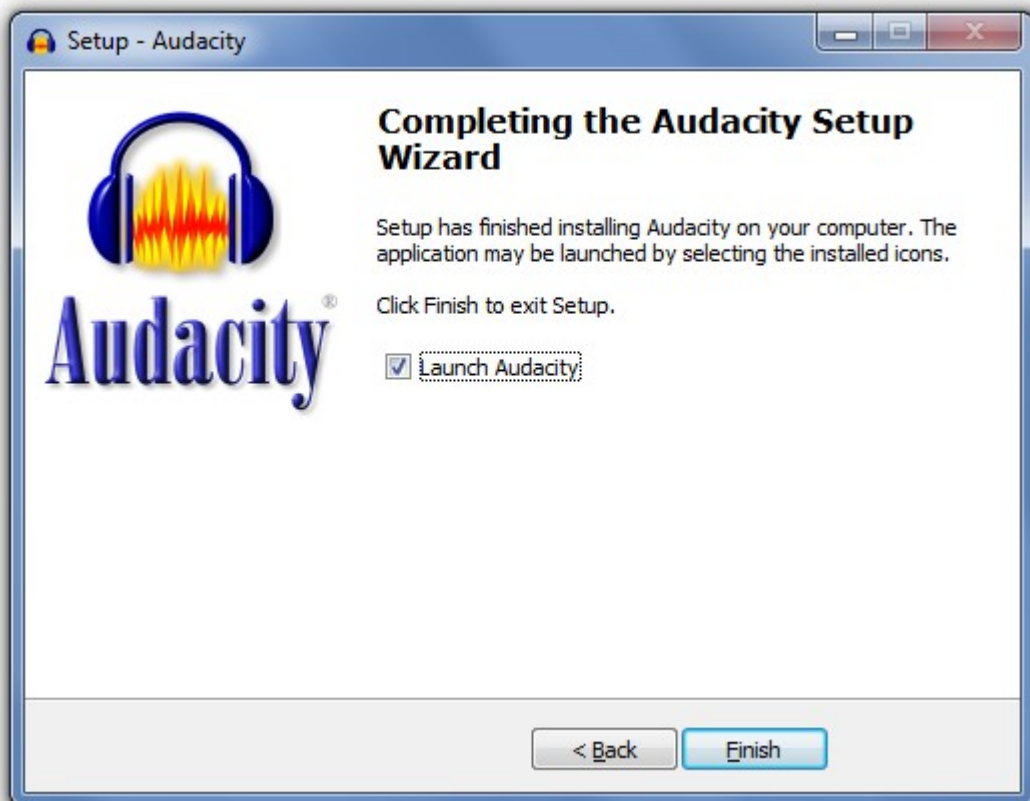 Setup - Audacity
Completing the Audacity Setup
Wizard
Setup has finished installing Audacity on your computer. The
application may be launched by selecting the installed icons.
Click Finish to exit Setup.
Launch Audacity
Audacity®
< Back
Finish